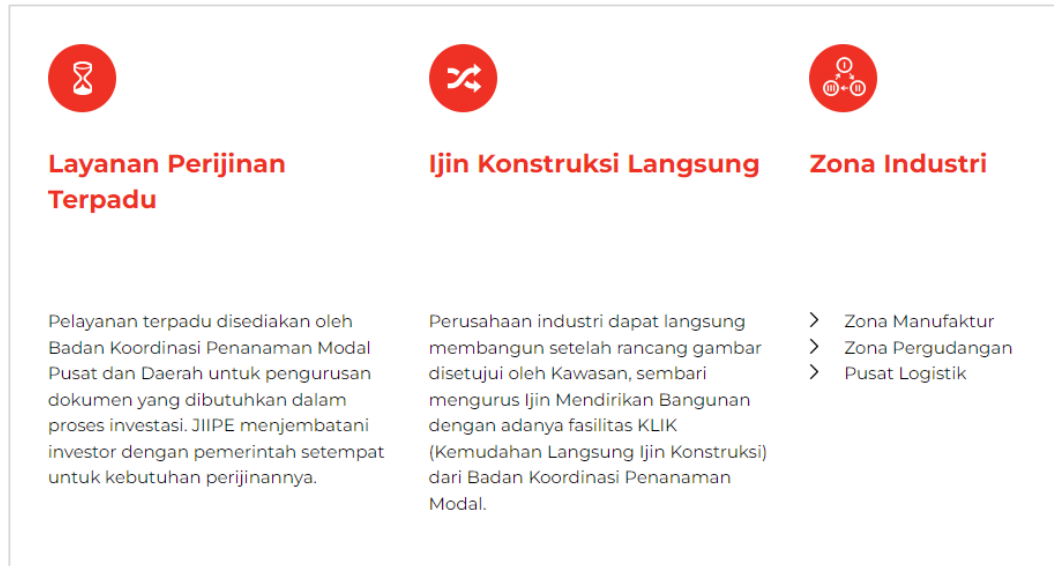 I
III
II
Layanan Perijinan
Terpadu
Pelayanan terpadu disediakan oleh
Badan Koordinasi Penanaman Modal
Pusat dan Daerah untuk pengurusan
dokumen yang dibutuhkan dalam
proses investasi. JIIPE menjembatani
investor dengan pemerintah setempat
untuk kebutuhan perijinannya.
Ijin Konstruksi Langsung
Perusahaan industri dapat langsung
membangun setelah rancang gambar
disetujui oleh Kawasan, sembari
mengurus Ijin Mendirikan Bangunan
dengan adanya fasilitas KLIK
(Kemudahan Langsung Ijin Konstruksi)
dari Badan Koordinasi Penanaman
Modal.
Zona Industri
Zona Manufaktur
Zona Pergudangan
Pusat Logistik